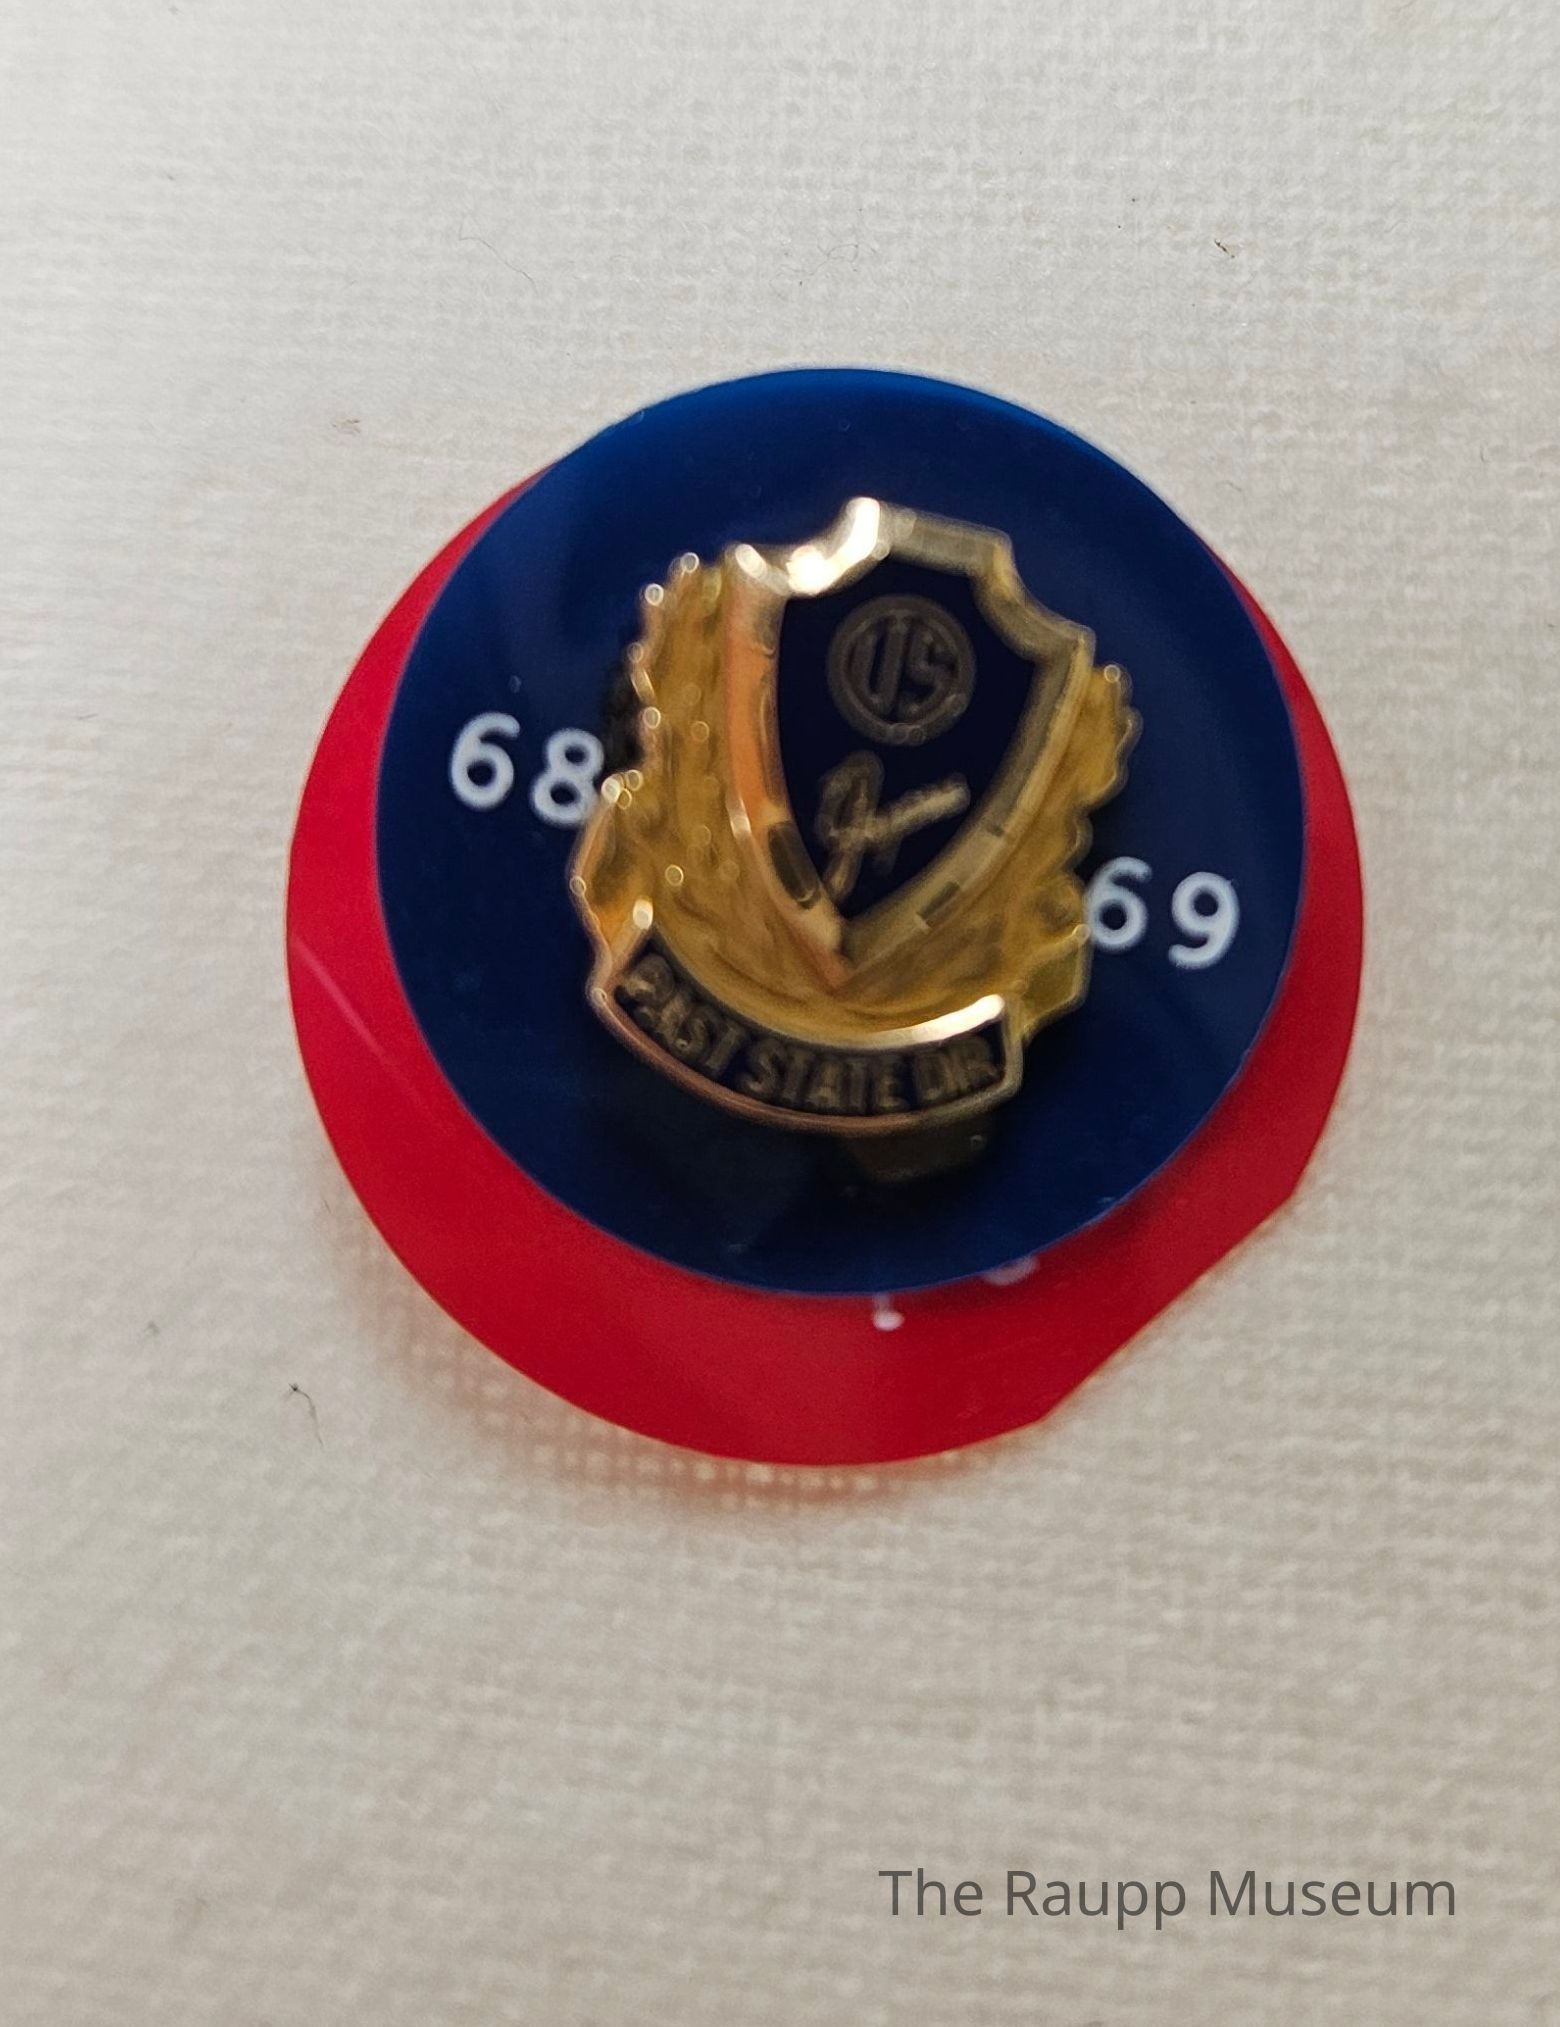 US
68
69
PAST STATE DIR.
The Raupp Museum